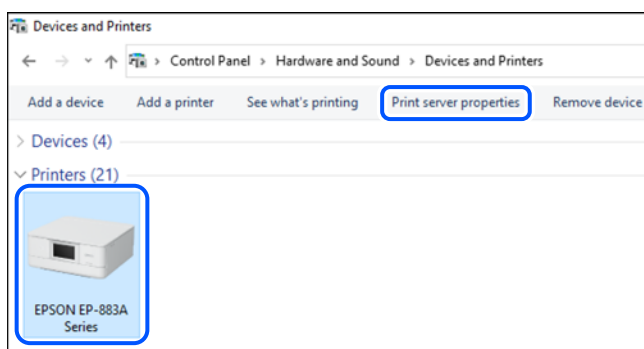 Devices and Printers
Control Panel > Hardware and Sound > Devices and Printers
Add a device Add a printer See what's printing Print server properties Remove device
Devices (4)
Printers (21)
EPSON EP-883A
Series